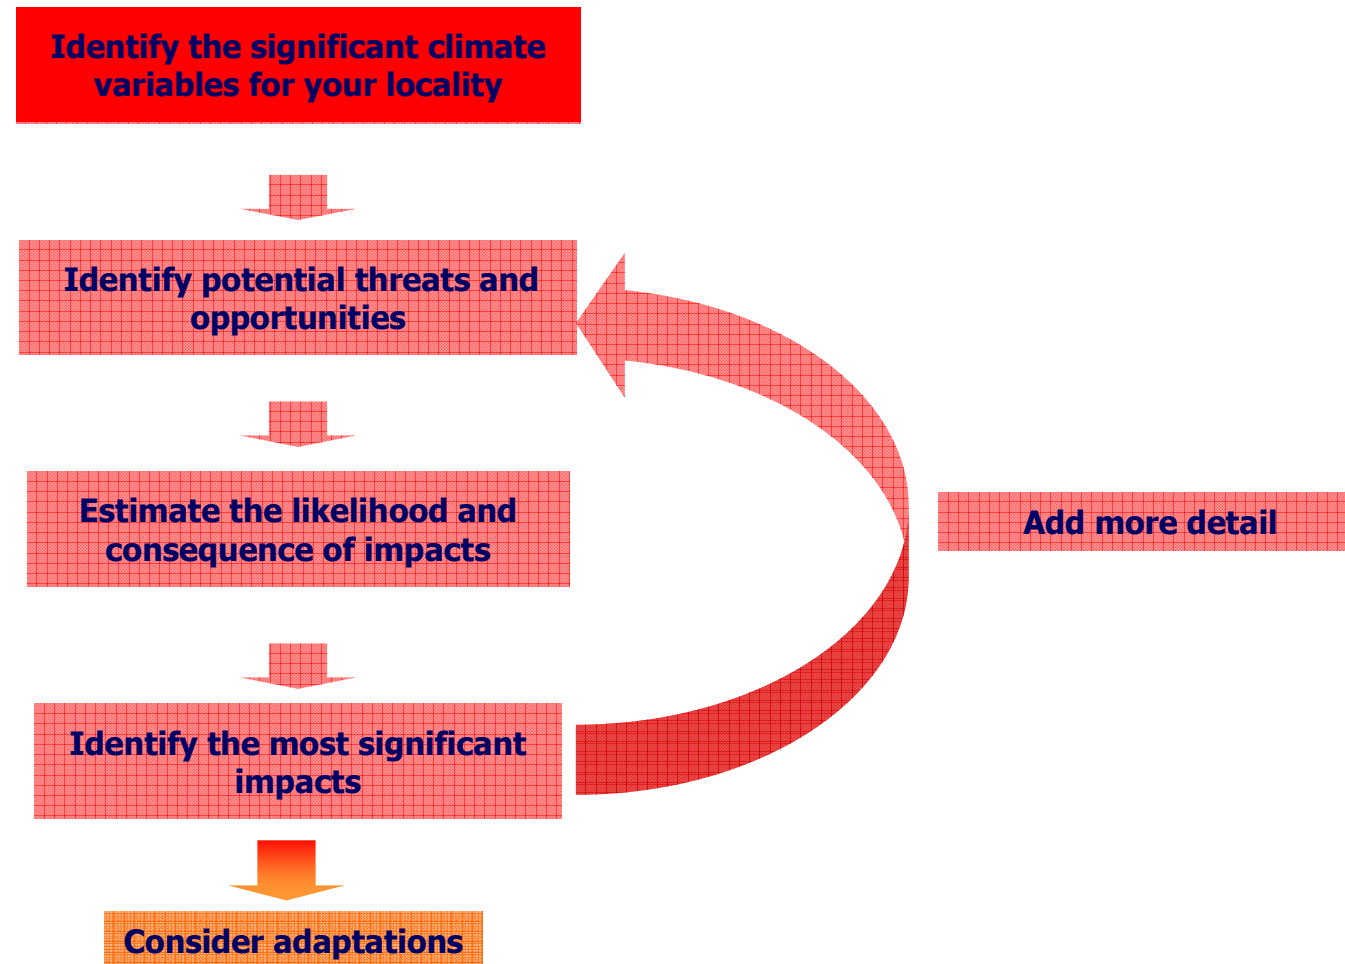 Identify the significant climate
variables for your locality
Identify potential threats and
opportunities
Estimate the likelihood and
consequence of impacts
Add more detail
Identify the most significant
impacts
Consider adaptations